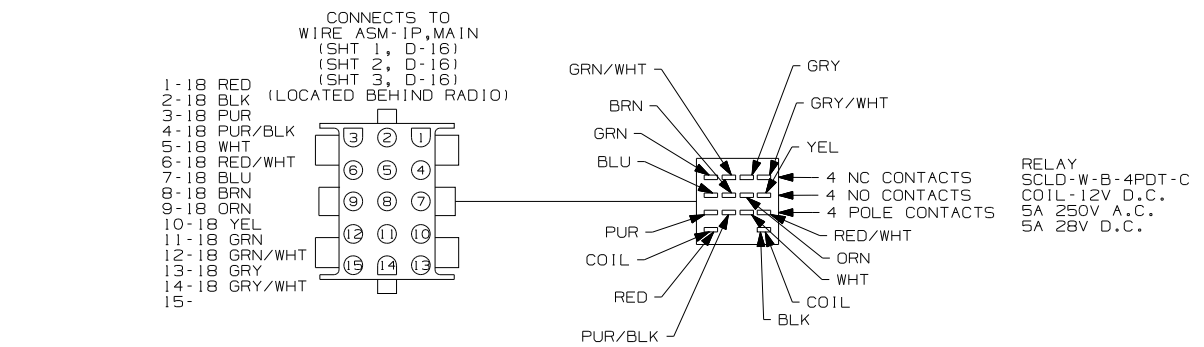 CONNECTS TO
WIRE ASM-IP,MAIN
(SHT 1, D-16)
(SHT 2, D-16)
(SHT 3, D-16)
(LOCATED BEHIND RADIO)
1-18 RED
2-18 BLK
3-18 PUR
4-18 PUR/BLK
5-18 WHT
6-18 RED/WHT
7-18 BLU
8-18 BRN
9-18 ORN
10-18 YEL
11-18 GRN
12-18 GRN/WHT
13-18 GRY
14-18 GRY/WHT
15-
3 2 1
6 5 4
9 8 7
12 11 10
15 14 13
GRN/WHT
BRN
GRN
BLU
PUR
COIL
RED
PUR/BLK
GRY
GRY/WHT
YEL
4 NC CONTACTS
4 NO CONTACTS
4 POLE CONTACTS
RED/WHT
ORN
WHT
COIL
BLK
RELAY
SCLD-W-B-4PDT-C
COIL-12V D.C.
5A 250V A.C.
5A 28V D.C.